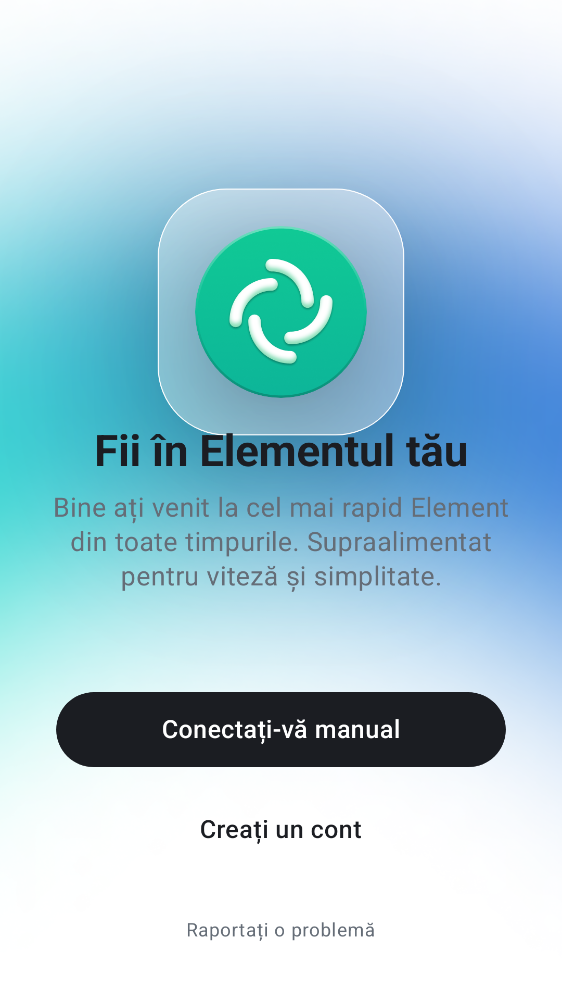 Fii în Elementul tău
Bine ați venit la cel mai rapid Element
din toate timpurile. Supraalimentat
pentru viteză și simplitate.
Conectați-vă manual
Creați un cont
Raportați o problemă